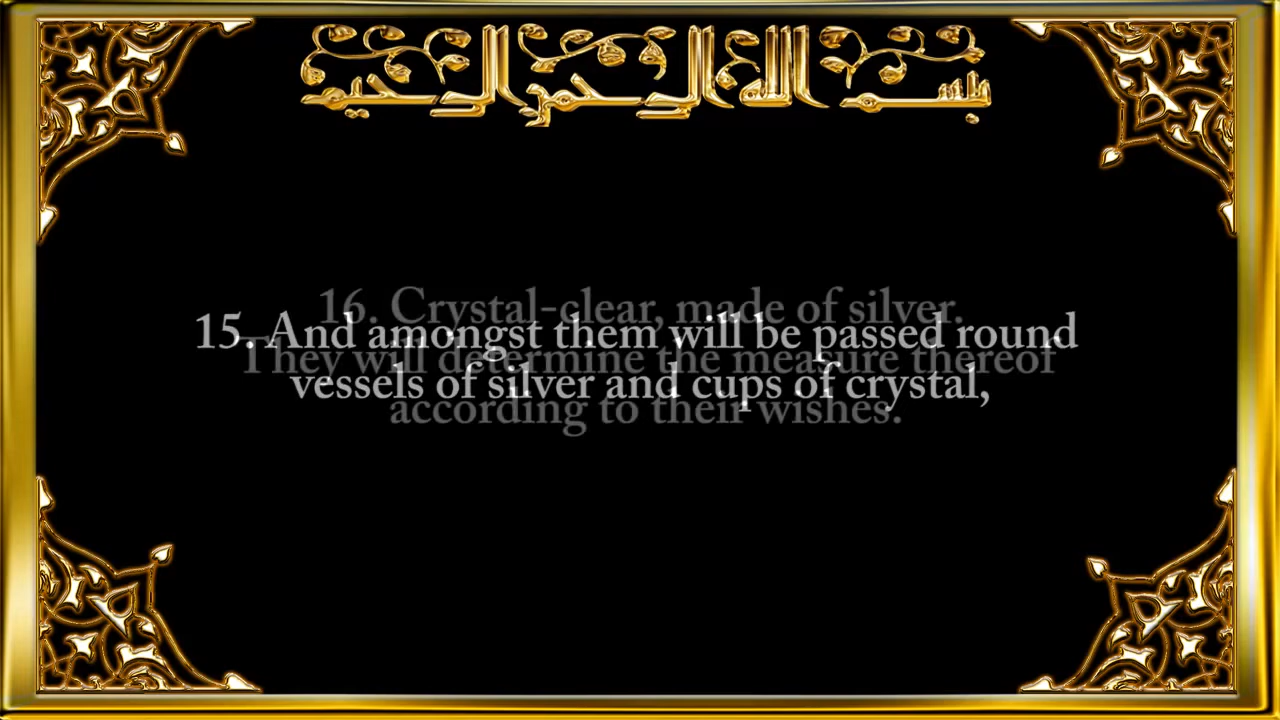 بسم الله الرحمن الرحيم
15. And amongst them will be passed round
vessels of silver and cups of crystal,
16. Crystal-clear, made of silver.
They will determine the measure thereof
according to their wishes.